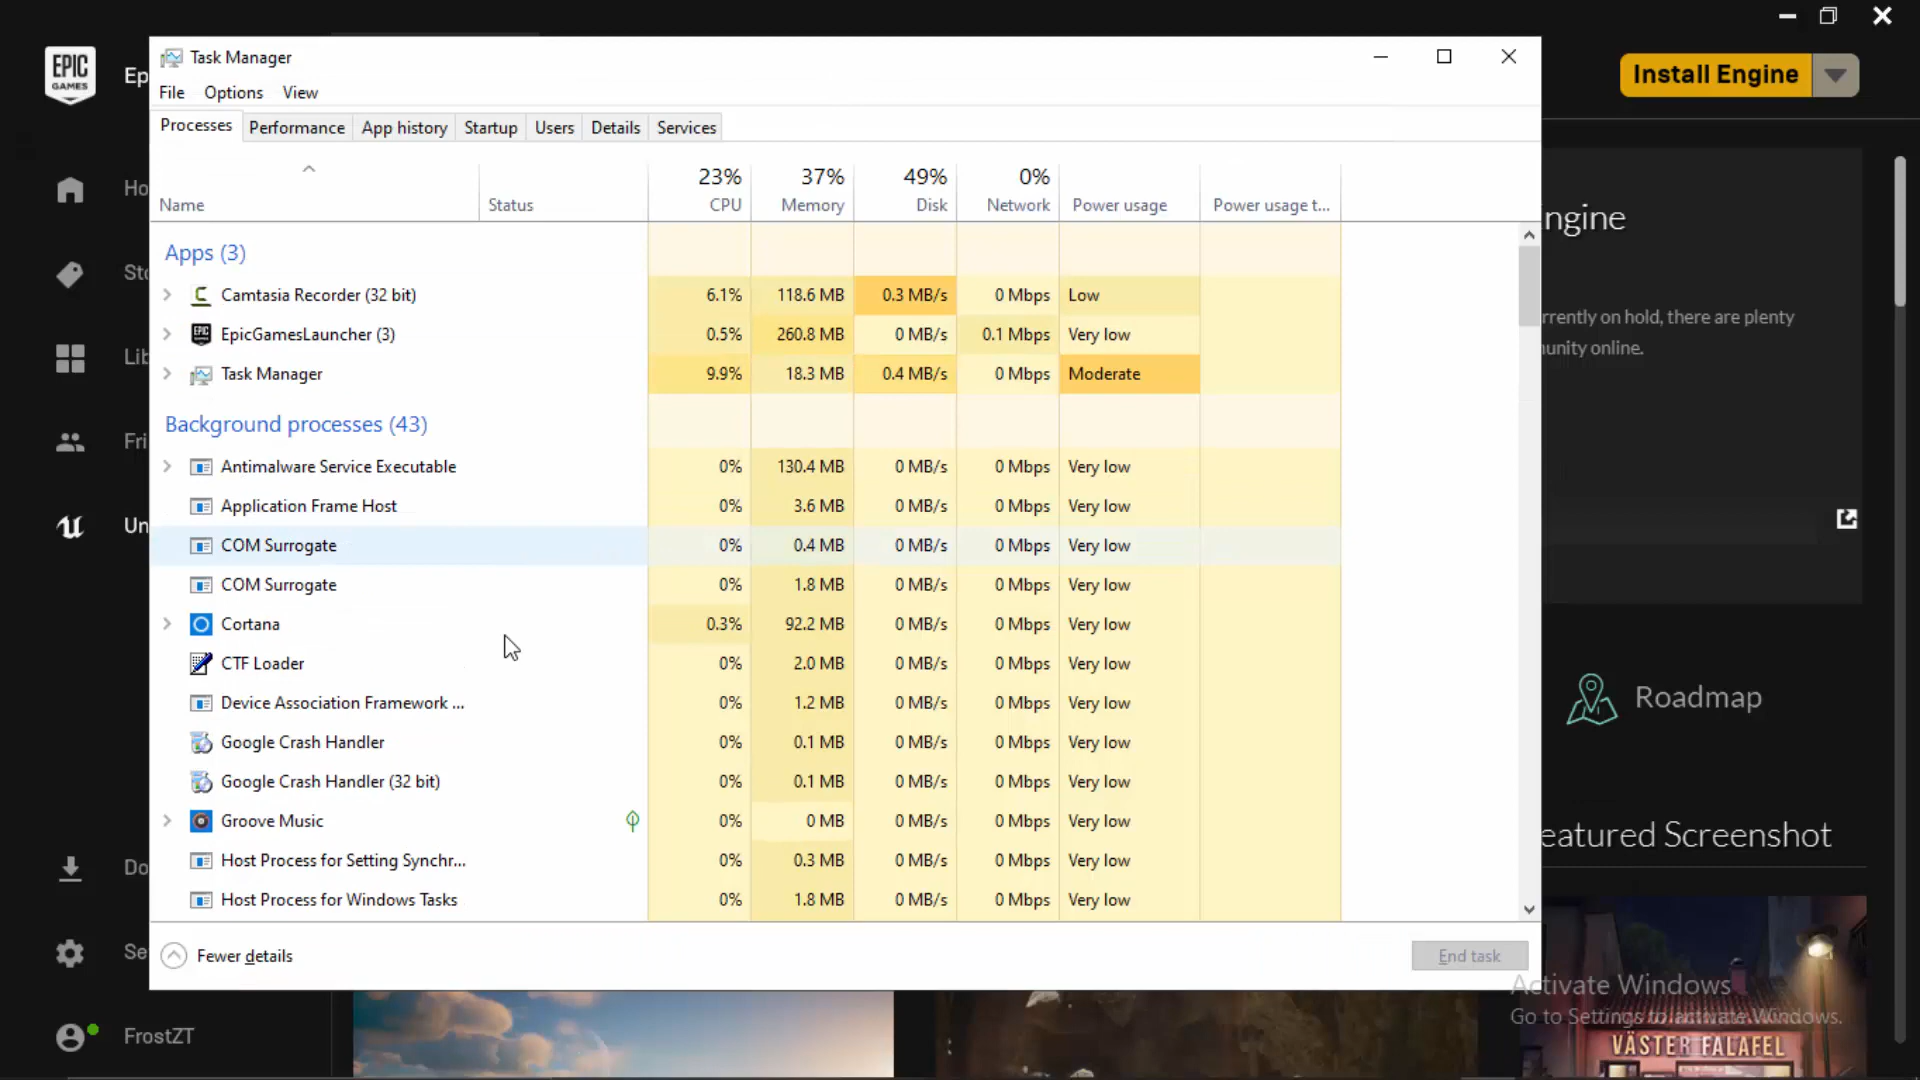 EPIC
GAMES
Ep
Install Engine
Task Manager
File Options View
Processes Performance App history Startup Users Details Services
23% 37% 49% 0%
Name Status CPU Memory Disk Network Power usage Power usage t...
Apps (3)
Camtasia Recorder (32 bit) 6.1% 118.6 MB 0.3 MB/s 0 Mbps Low
EpicGamesLauncher (3) 0.5% 260.8 MB 0 MB/s 0.1 Mbps Very low
Task Manager 9.9% 18.3 MB 0.4 MB/s 0 Mbps Moderate
Background processes (43)
Antimalware Service Executable 0% 130.4 MB 0 MB/s 0 Mbps Very low
Application Frame Host 0% 3.6 MB 0 MB/s 0 Mbps Very low
COM Surrogate 0% 0.4 MB 0 MB/s 0 Mbps Very low
COM Surrogate 0% 1.8 MB 0 MB/s 0 Mbps Very low
Cortana 0.3% 92.2 MB 0 MB/s 0 Mbps Very low
CTF Loader 0% 2.0 MB 0 MB/s 0 Mbps Very low
Device Association Framework ... 0% 1.2 MB 0 MB/s 0 Mbps Very low
Google Crash Handler 0% 0.1 MB 0 MB/s 0 Mbps Very low
Google Crash Handler (32 bit) 0% 0.1 MB 0 MB/s 0 Mbps Very low
Groove Music 0% 0 MB 0 MB/s 0 Mbps Very low
Host Process for Setting Synchr... 0% 0.3 MB 0 MB/s 0 Mbps Very low
Host Process for Windows Tasks 0% 1.8 MB 0 MB/s 0 Mbps Very low
Fewer details End task
Ho
Sto
Lib
Fri
Un
Do
Se
FrostZT
ngine
rrently on hold, there are plenty
unity online.
Roadmap
eatured Screenshot
Activate Windows
Go to Settings to activate Windows.
VÄSTER FALAFEL